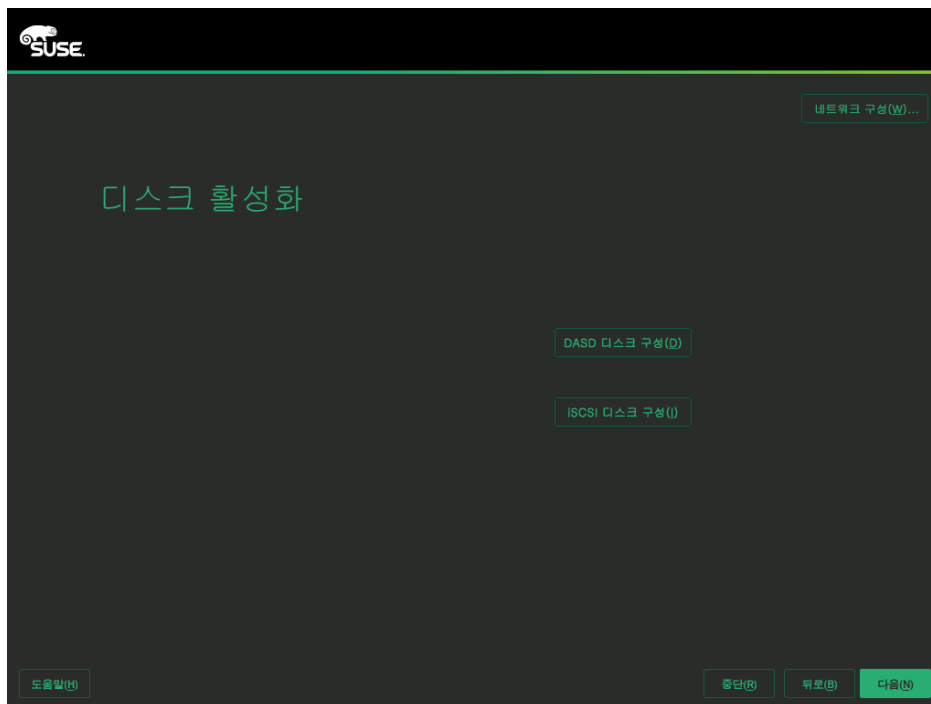 SUSE.
네트워크 구성(W)...
디스크 활성화
DASD 디스크 구성(D)
iSCSI 디스크 구성(I)
도움말(H)
중단(R)
뒤로(B)
다음(N)